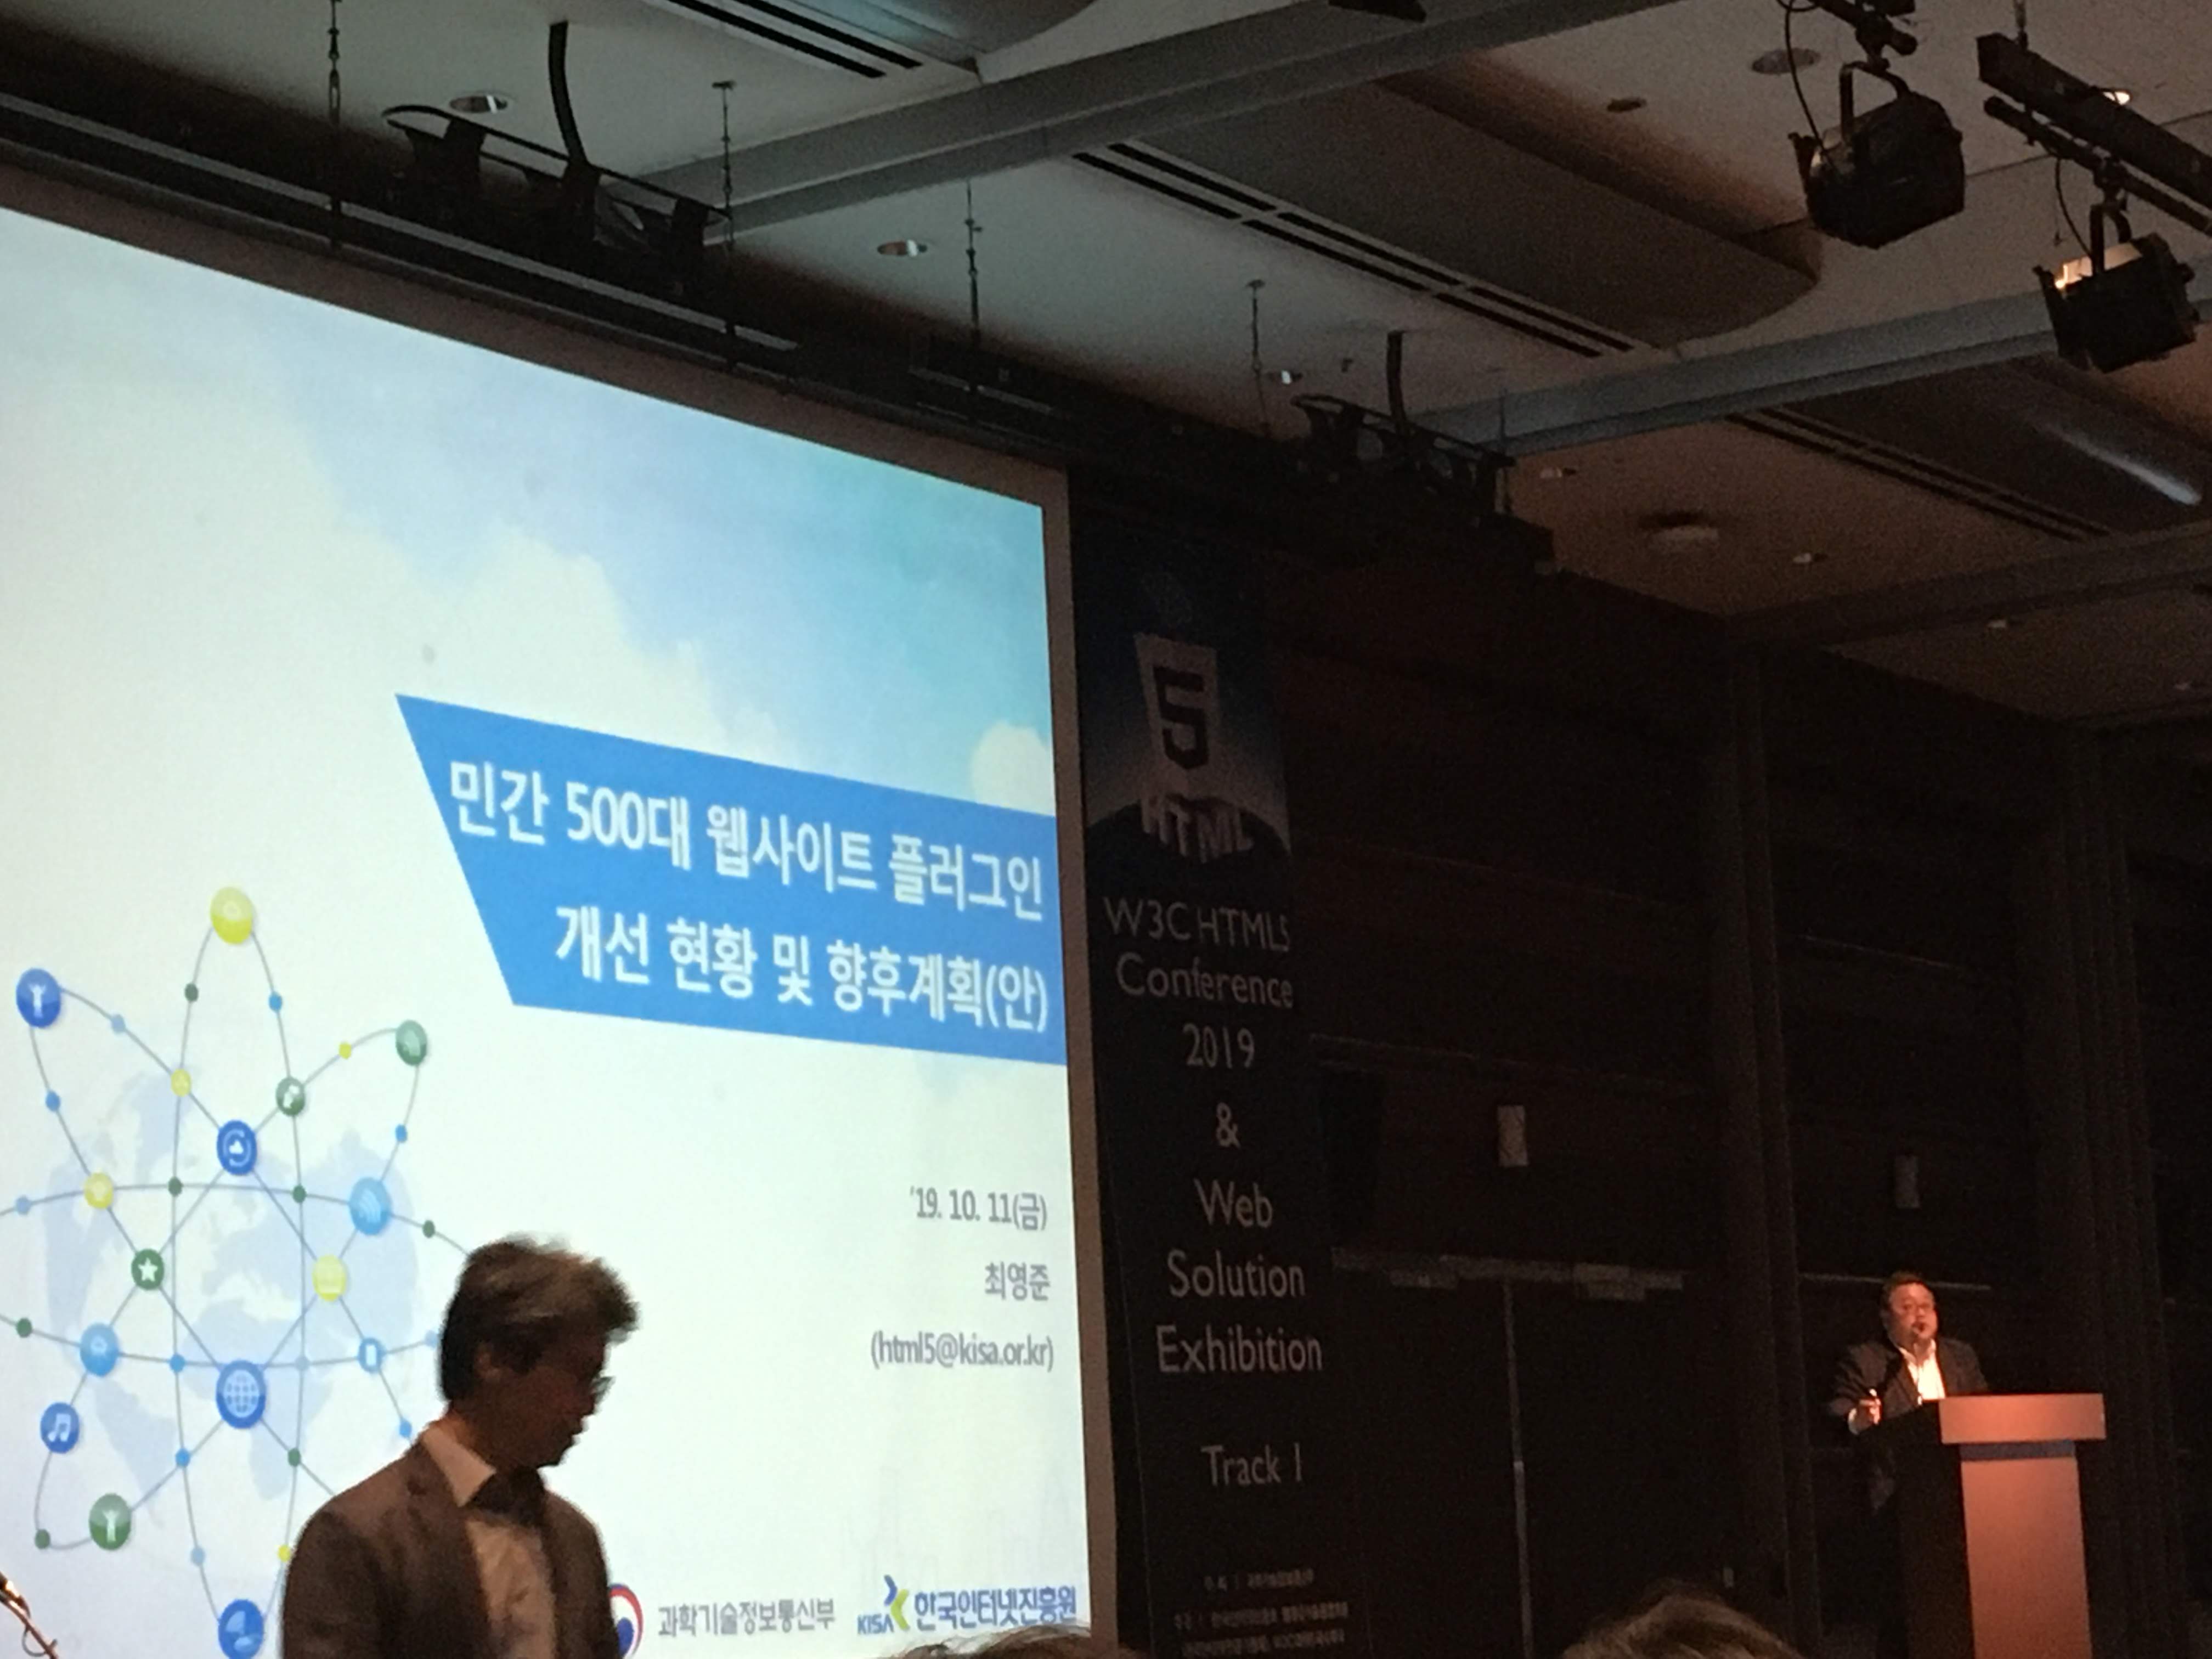 민간 500대 웹사이트 플러그인
개선 현황 및 향후계획(안)
'19. 10. 11(금)
최영준
(html5@kisa.or.kr)
과학기술정보통신부
KISA 한국인터넷진흥원
5
HTML
W3C HTML5
Conference
2019
&
Web
Solution
Exhibition
Track 1